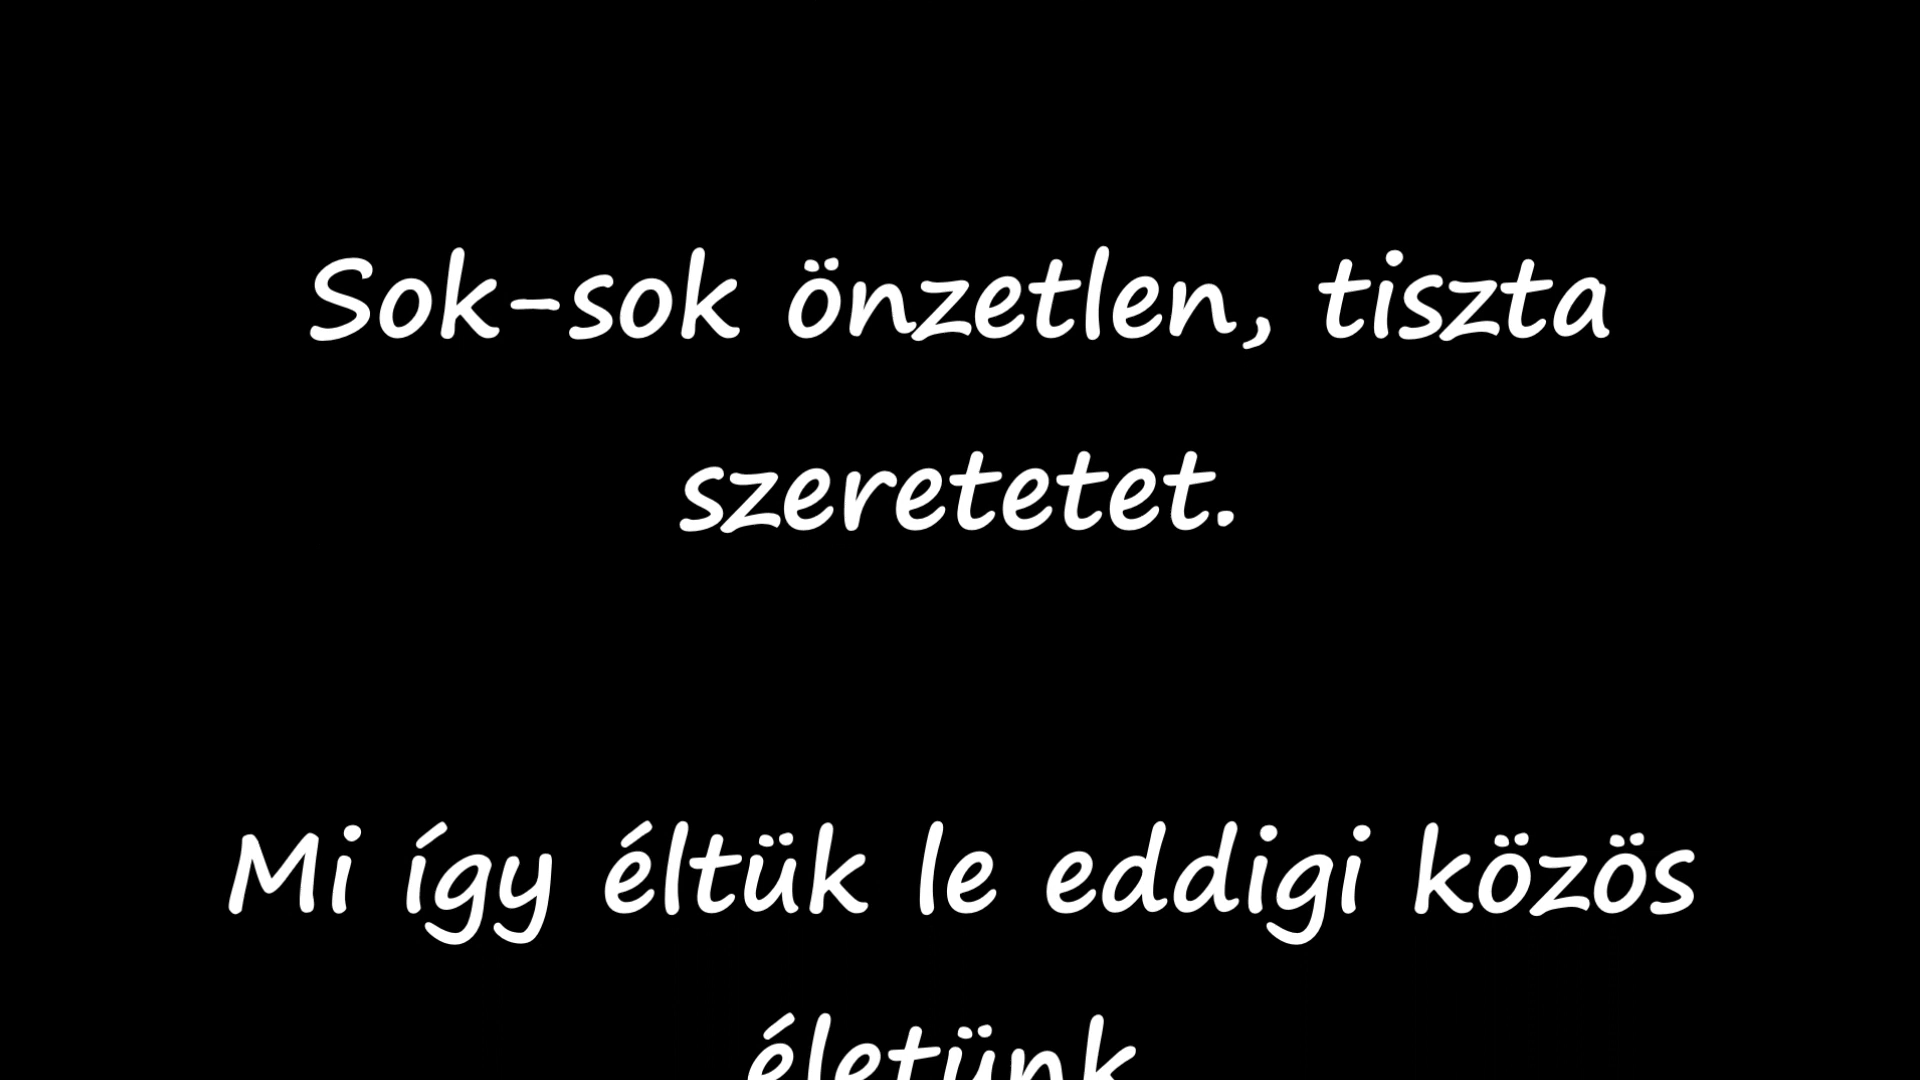 Sok-sok önzetlen, tiszta
szeretetet.
Mi így éltük le eddigi közös
életünk